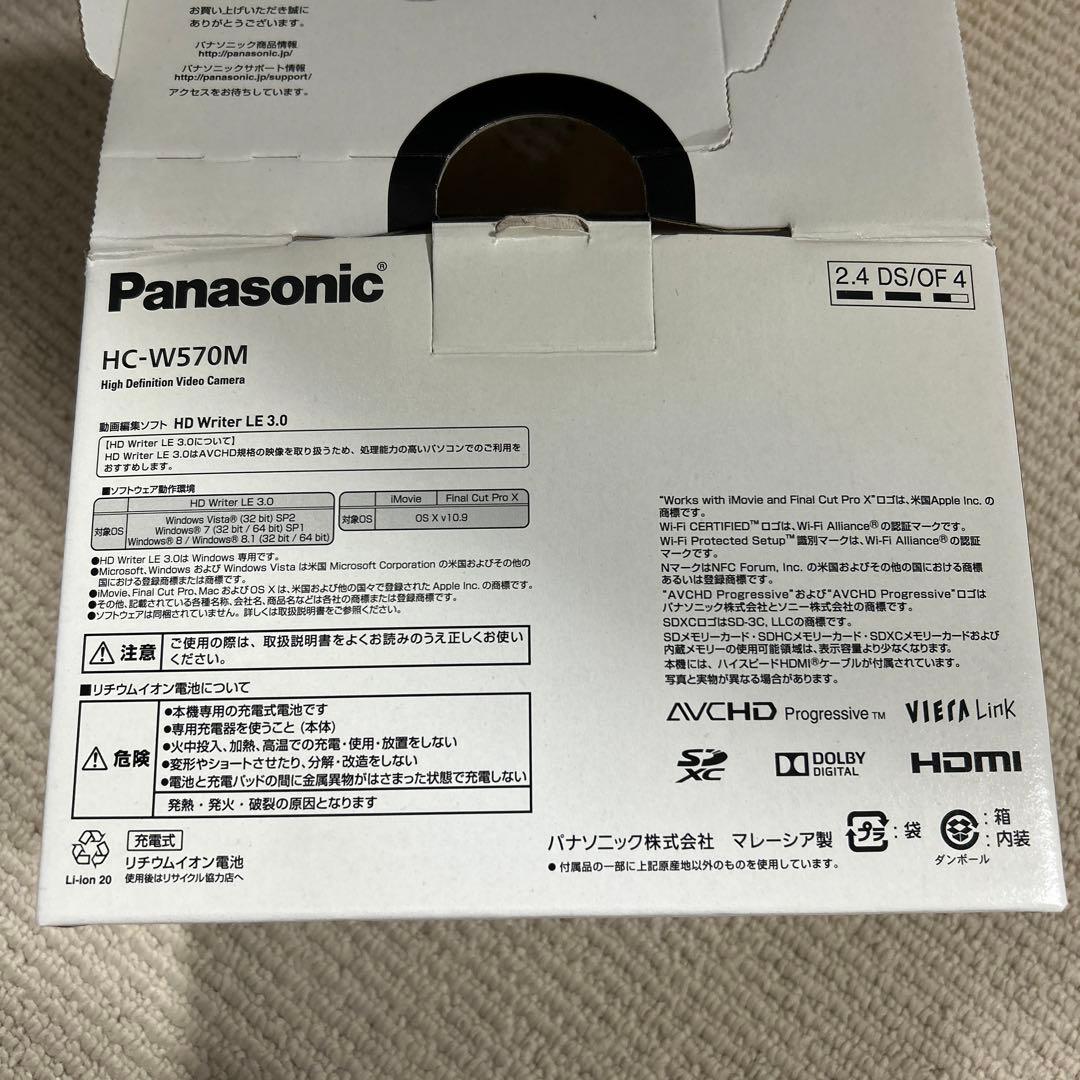 お買い上げいただき誠に
ありがとうございます。
パナソニック商品情報
http://panasonic.jp/
パナソニックサポート情報
http://panasonic.jp/support/
アクセスをお待ちしています。
Panasonic®
2.4 DS/OF 4
HC-W570M
High Definition Video Camera
動画編集ソフト HD Writer LE 3.0
【HD Writer LE 3.0について】
HD Writer LE 3.0はAVCHD規格の映像を取り扱うため、処理能力の高いパソコンでのご利用を
おすすめします。
■ソフトウェア動作環境
HD Writer LE 3.0
対象OS
Windows Vista® (32 bit) SP2
Windows® 7 (32 bit / 64 bit) SP1
Windows® 8 / Windows® 8.1 (32 bit / 64 bit)
iMovie Final Cut Pro X
対象OS OS X v10.9
●HD Writer LE 3.0は Windows 専用です。
●Microsoft、Windows および Windows Vista は米国 Microsoft Corporation の米国およびその他の
国における登録商標または商標です。
●iMovie、Final Cut Pro、Mac および OS X は、米国および他の国々で登録された Apple Inc. の商標です。
●その他、記載されている各種名称、会社名、商品名などは各社の商標または登録商標です。
●ソフトウェアは同梱されていません。詳しくは取扱説明書をご参照ください。
注意 ご使用の際は、取扱説明書をよくお読みのうえ正しくお使い
ください。
■リチウムイオン電池について
危険
●本機専用の充電式電池です
●専用充電器を使うこと (本体)
●火中投入、加熱、高温での充電・使用・放置をしない
●変形やショートさせたり、分解・改造をしない
●電池と充電パッドの間に金属異物がはさまった状態で充電しない
発熱・発火・破裂の原因となります
充電式
リチウムイオン電池
Li-ion 20 使用後はリサイクル協力店へ
"Works with iMovie and Final Cut Pro X"ロゴは、米国Apple Inc. の
商標です。
Wi-Fi CERTIFIED™ ロゴは、Wi-Fi Alliance® の認証マークです。
Wi-Fi Protected Setup™ 識別マークは、Wi-Fi Alliance® の認証
マークです。
NマークはNFC Forum, Inc. の米国およびその他の国における商標
あるいは登録商標です。
"AVCHD Progressive"および"AVCHD Progressive"ロゴは
パナソニック株式会社とソニー株式会社の商標です。
SDXCロゴはSD-3C, LLCの商標です。
SDメモリーカード・SDHCメモリーカード・SDXCメモリーカードおよび
内蔵メモリーの使用可能領域は、表示容量より少なくなります。
本機には、ハイスピードHDMI®ケーブルが付属されています。
写真と実物が異なる場合があります。
AVCHD Progressive™ VIERA Link
SD XC DOLBY DIGITAL HDMI
パナソニック株式会社 マレーシア製
●付属品の一部に上記原産地以外のものを使用しています。
プラ :袋
:箱
:内装
ダンボール